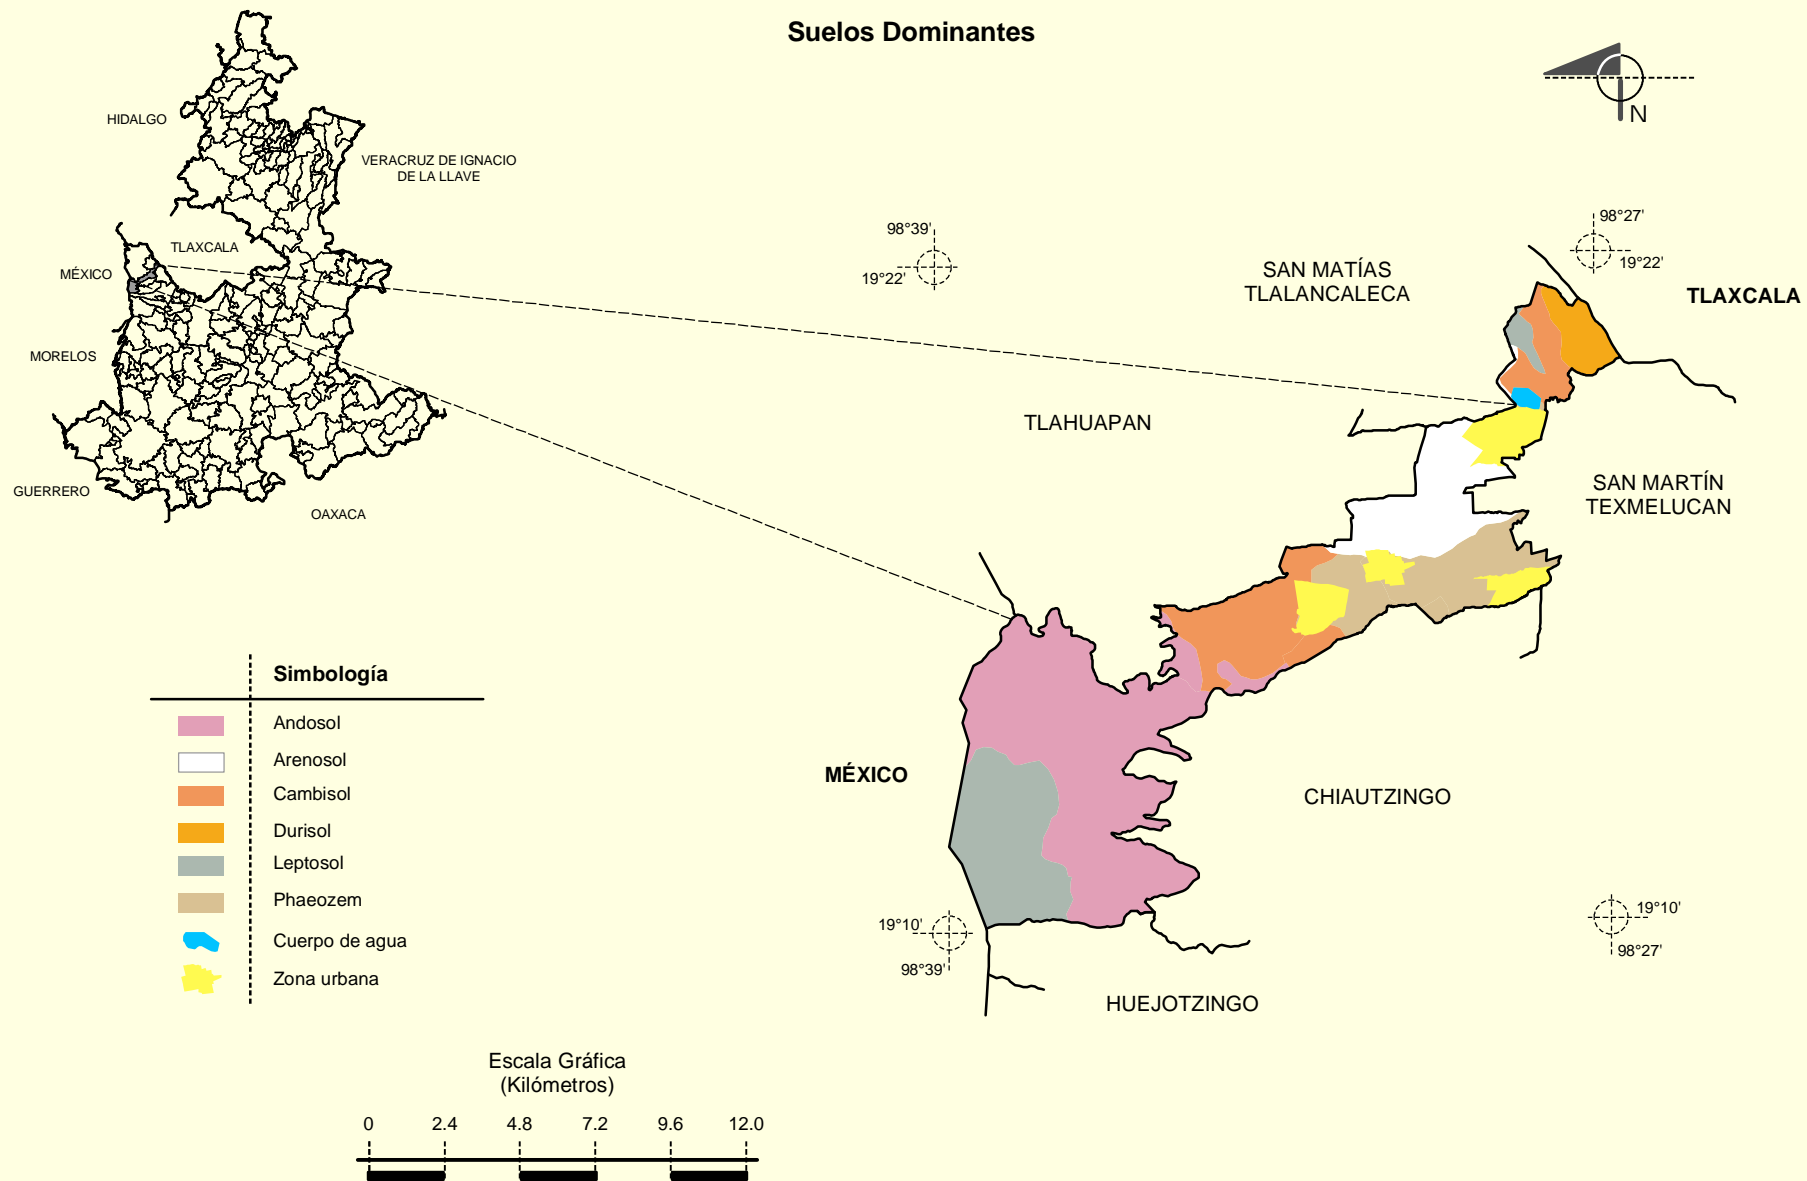 Suelos Dominantes
N
HIDALGO
VERACRUZ DE IGNACIO
DE LA LLAVE
TLAXCALA
MÉXICO
MORELOS
GUERRERO
OAXACA
98°39'
19°22'
98°27'
19°22'
SAN MATÍAS
TLALANCALECA
TLAXCALA
TLAHUAPAN
SAN MARTÍN
TEXMELUCAN
MÉXICO
CHIAUTZINGO
19°10'
98°39'
19°10'
98°27'
HUEJOTZINGO
Simbología
Andosol
Arenosol
Cambisol
Durisol
Leptosol
Phaeozem
Cuerpo de agua
Zona urbana
Escala Gráfica
(Kilómetros)
0 2.4 4.8 7.2 9.6 12.0